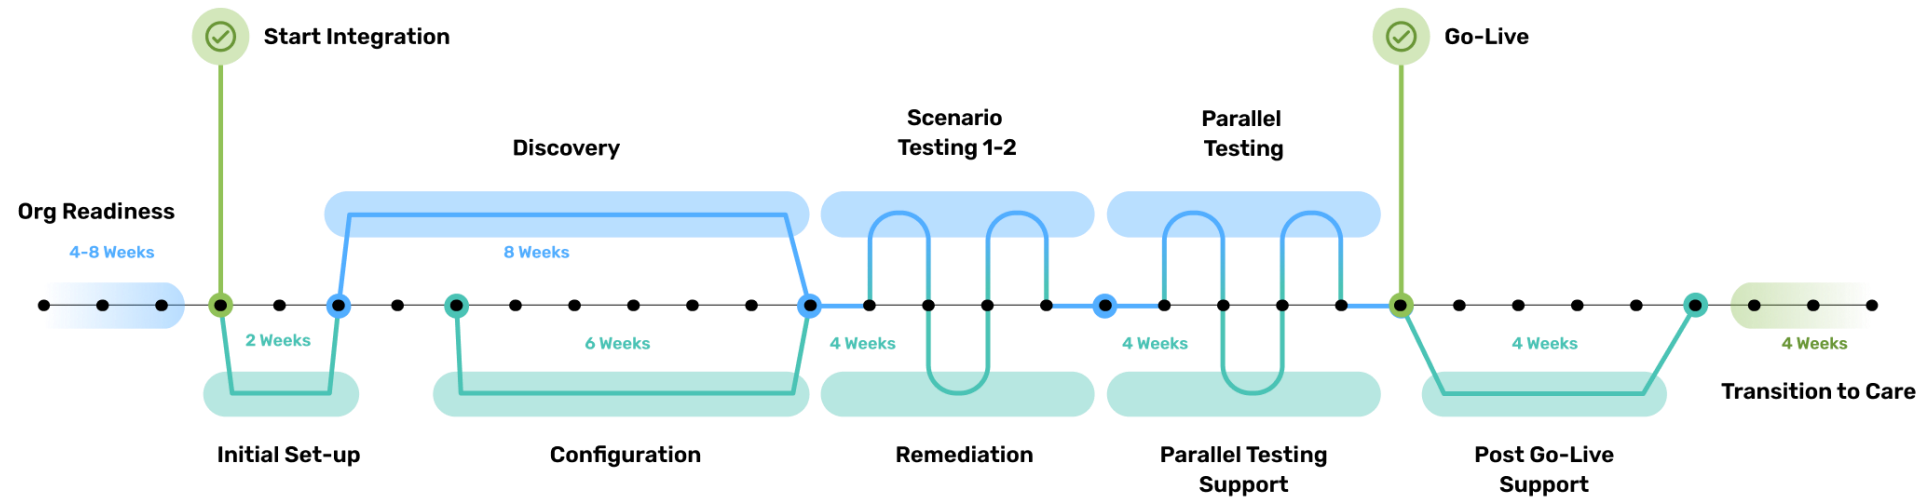 Start Integration
Go-Live
Scenario
Testing 1-2
Parallel
Testing
Discovery
Org Readiness
4-8 Weeks
8 Weeks
2 Weeks
6 Weeks
4 Weeks
4 Weeks
4 Weeks
4 Weeks
Transition to Care
Initial Set-up
Configuration
Remediation
Parallel Testing
Support
Post Go-Live
Support